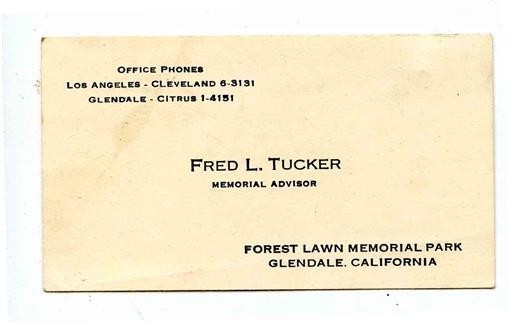 OFFICE PHONES
LOS ANGELES - CLEVELAND 6-3131
GLENDALE - CITRUS 1-4151
FRED L. TUCKER
MEMORIAL ADVISOR
FOREST LAWN MEMORIAL PARK
GLENDALE, CALIFORNIA